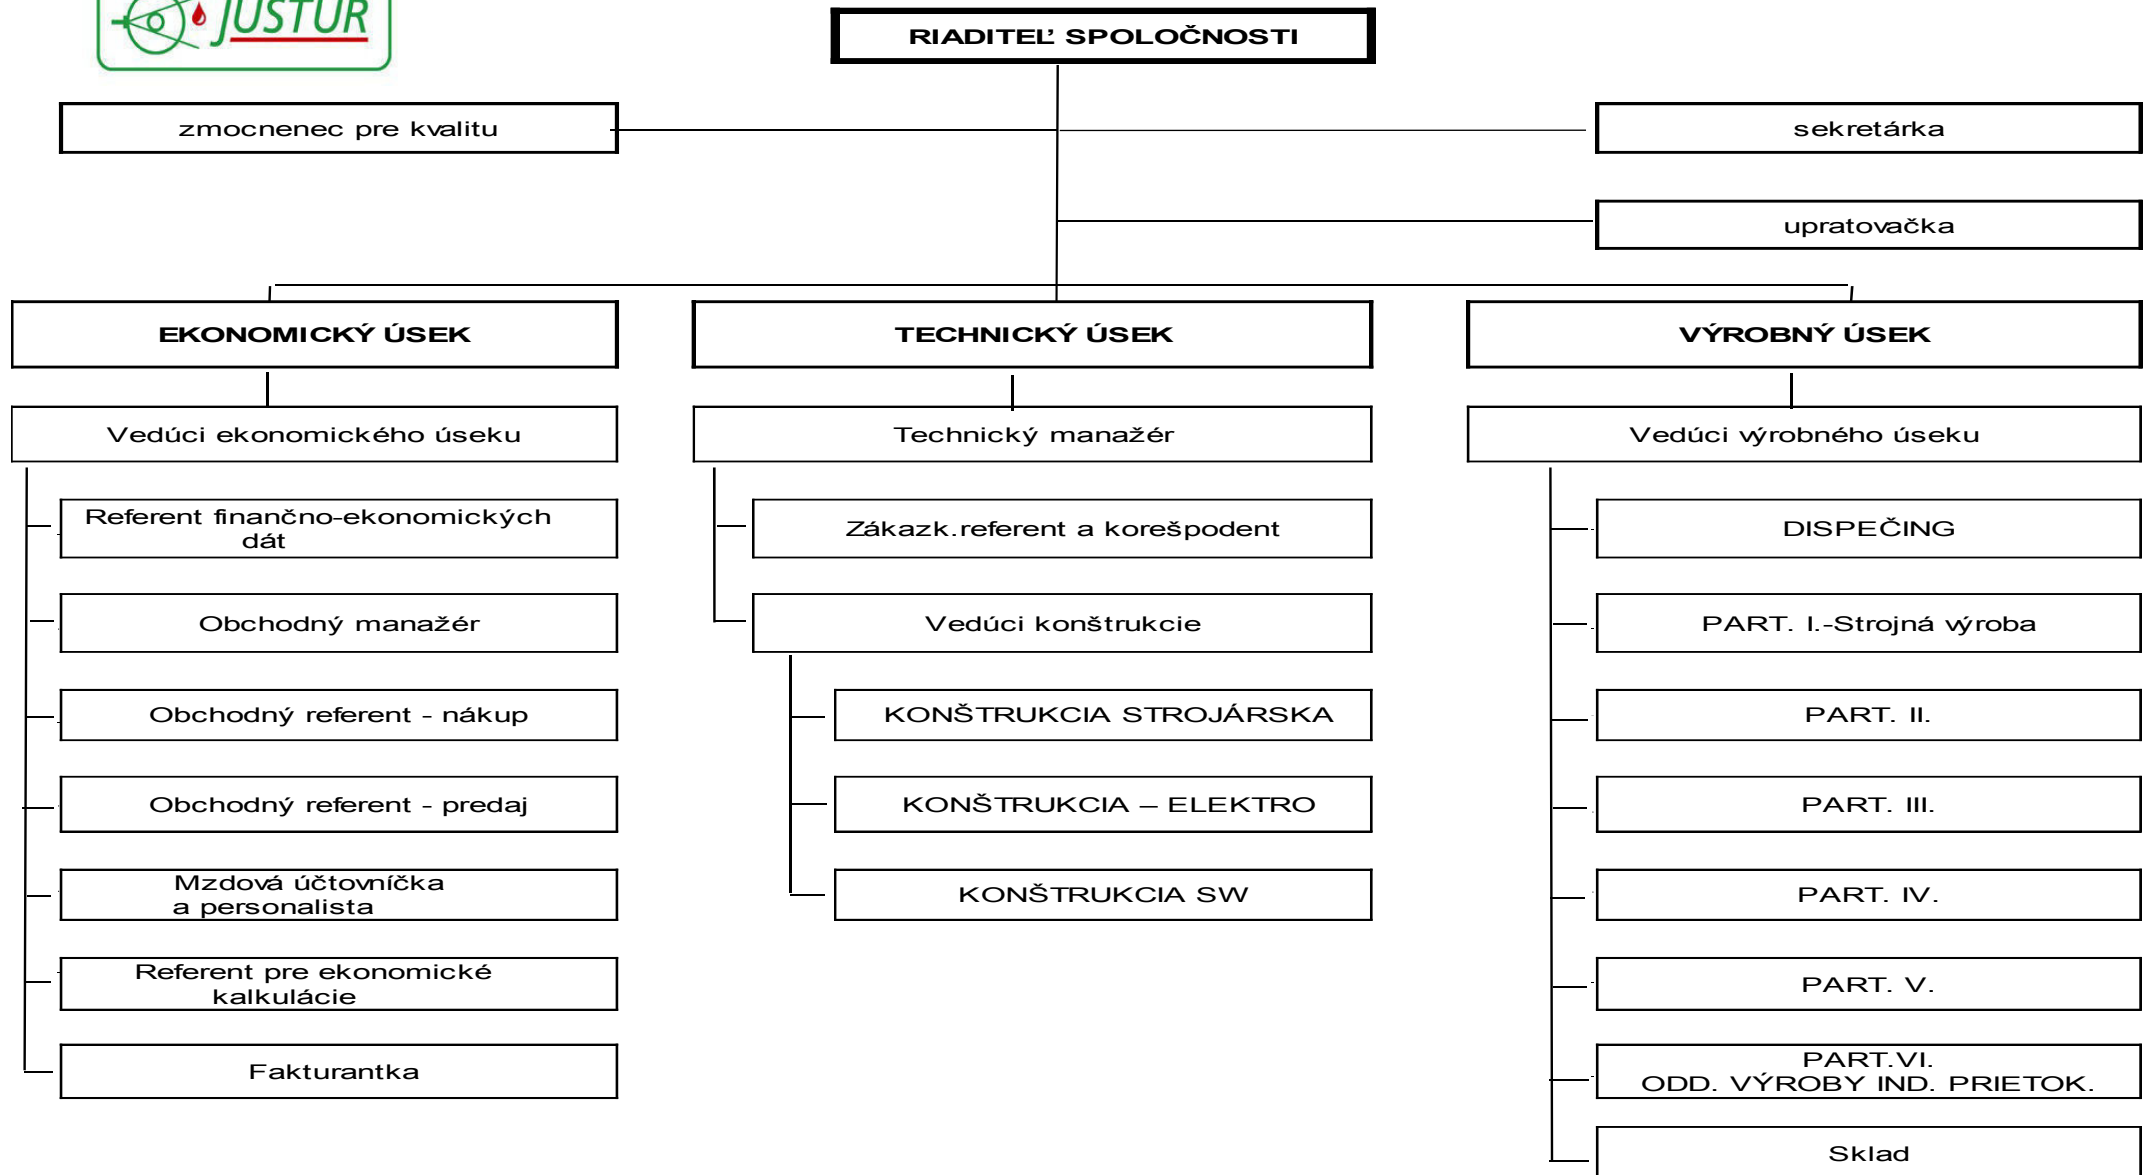 JUSTUR
RIADITEĽ SPOLOČNOSTI
zmocnenec pre kvalitu
sekretárka
upratovačka
EKONOMICKÝ ÚSEK
TECHNICKÝ ÚSEK
VÝROBNÝ ÚSEK
Vedúci ekonomického úseku
Technický manažér
Vedúci výrobného úseku
Referent finančno-ekonomických
dát
Zákazk.referent a korešpodent
DISPEČING
Obchodný manažér
Vedúci konštrukcie
PART. I.-Strojná výroba
Obchodný referent - nákup
KONŠTRUKCIA STROJÁRSKA
PART. II.
Obchodný referent - predaj
KONŠTRUKCIA – ELEKTRO
PART. III.
Mzdová účtovníčka
a personalista
KONŠTRUKCIA SW
PART. IV.
Referent pre ekonomické
kalkulácie
PART. V.
Fakturantka
PART.VI.
ODD. VÝROBY IND. PRIETOK.
Sklad